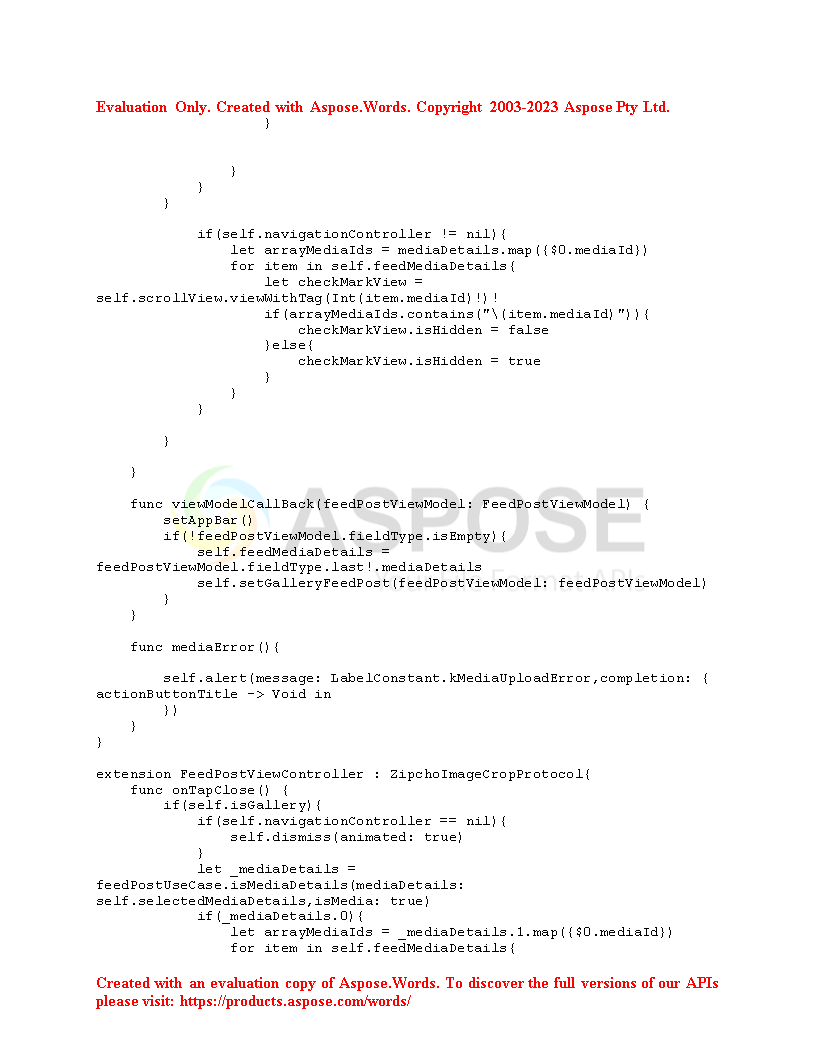 Evaluation Only. Created with Aspose.Words. Copyright 2003-2023 Aspose Pty Ltd.
                    }


                }
            }
        }

            if(self.navigationController != nil){
                let arrayMediaIds = mediaDetails.map({$0.mediaId})
                for item in self.feedMediaDetails{
                    let checkMarkView =
self.scrollView.viewWithTag(Int(item.mediaId)!)!
                    if(arrayMediaIds.contains("\(item.mediaId)")){
                        checkMarkView.isHidden = false
                    }else{
                        checkMarkView.isHidden = true
                    }
                }
            }

        }

    }
ASPOSE

    func viewModelCallBack(feedPostViewModel: FeedPostViewModel) {
        setAppBar()
        if(!feedPostViewModel.fieldType.isEmpty){
            self.feedMediaDetails =
feedPostViewModel.fieldType.last!.mediaDetails
            self.setGalleryFeedPost(feedPostViewModel: feedPostViewModel)
        }
    }

    func mediaError(){

        self.alert(message: LabelConstant.kMediaUploadError,completion: {
actionButtonTitle -> Void in
        })
    }
}

extension FeedPostViewController : ZipchoImageCropProtocol{
    func onTapClose() {
        if(self.isGallery){
            if(self.navigationController == nil){
                self.dismiss(animated: true)
            }
            let _mediaDetails =
feedPostUseCase.isMediaDetails(mediaDetails:
self.selectedMediaDetails,isMedia: true)
            if(_mediaDetails.0){
                let arrayMediaIds = _mediaDetails.1.map({$0.mediaId})
                for item in self.feedMediaDetails{

Created with an evaluation copy of Aspose.Words. To discover the full versions of our APIs
please visit: https://products.aspose.com/words/